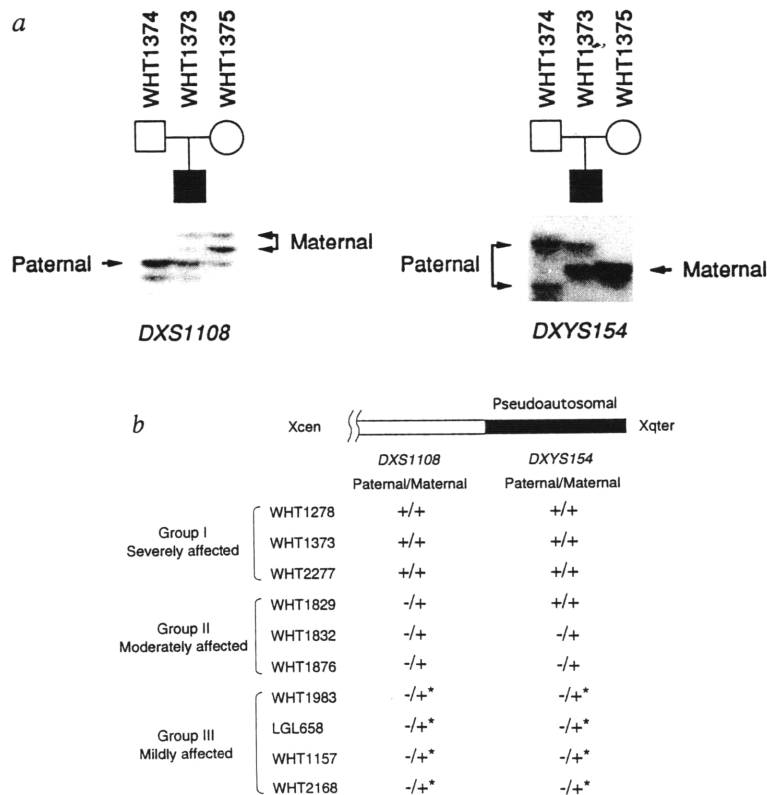 a
WHT1374 WHT1373 WHT1375
WHT1374 WHT1373 WHT1375
Paternal
Maternal
Paternal
Maternal
DXS1108
DXYS154
b
Pseudoautosomal
Xcen
Xqter
DXS1108 DXYS154
Paternal/Maternal Paternal/Maternal
Group I
Severely affected
WHT1278 +/+ +/+
WHT1373 +/+ +/+
WHT2277 +/+ +/+
Group II
Moderately affected
WHT1829 -/+ +/+
WHT1832 -/+ -/+
WHT1876 -/+ -/+
Group III
Mildly affected
WHT1983 -/+* -/+*
LGL658 -/+* -/+*
WHT1157 -/+* -/+*
WHT2168 -/+* -/+*